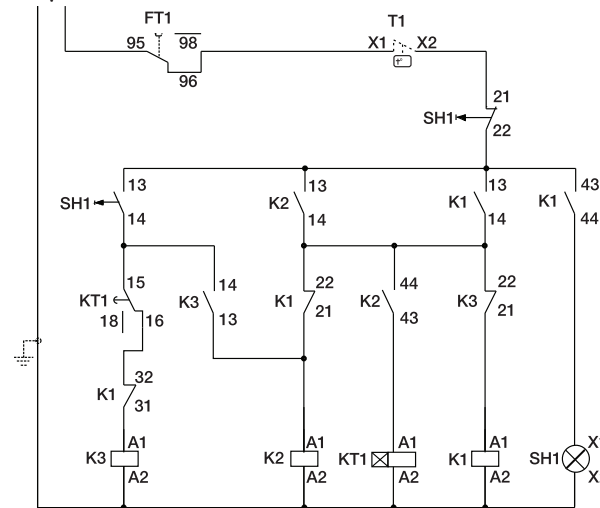 FT1
T1
95 98 X1 X2
96
t°
21
SH1
22
13 13 13 43
SH1 K2 K1 K1
14 14 14 44
15 14 22 44 22
KT1 K3 K1 K2 K3
18 16 13 21 43 21
32
K1
31
A1 A1 A1 A1
K3 K2 KT1 K1 SH1
A2 A2 A2 A2